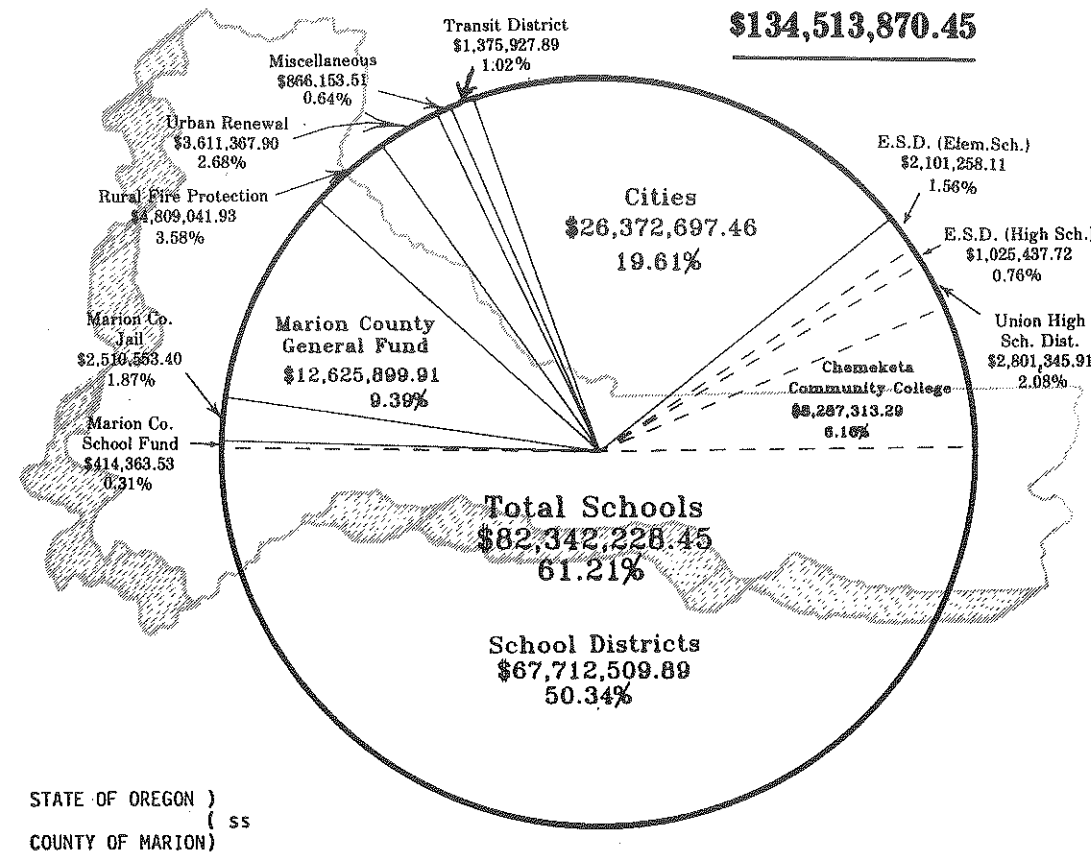 $134,513,870.45
Transit District
$1,375,927.89
1.02%
Miscellaneous
$866,153.51
0.64%
Urban Renewal
$3,611,367.90
2.68%
Rural Fire Protection
$4,809,041.93
3.58%
Cities
$26,372,697.46
19.61%
E.S.D. (Elem.Sch.)
$2,101,258.11
1.56%
E.S.D. (High Sch.)
$1,025,437.72
0.76%
Union High
Sch. Dist.
$2,801,345.91
2.08%
Marion Co.
Jail
$2,510,553.40
1.87%
Marion County
General Fund
$12,625,899.91
9.39%
Chemeketa
Community College
$8,287,313.29
6.16%
Marion Co.
School Fund
$414,363.53
0.31%
Total Schools
$82,342,228.45
61.21%
School Districts
$67,712,509.89
50.34%
STATE OF OREGON )
( ss
COUNTY OF MARION)